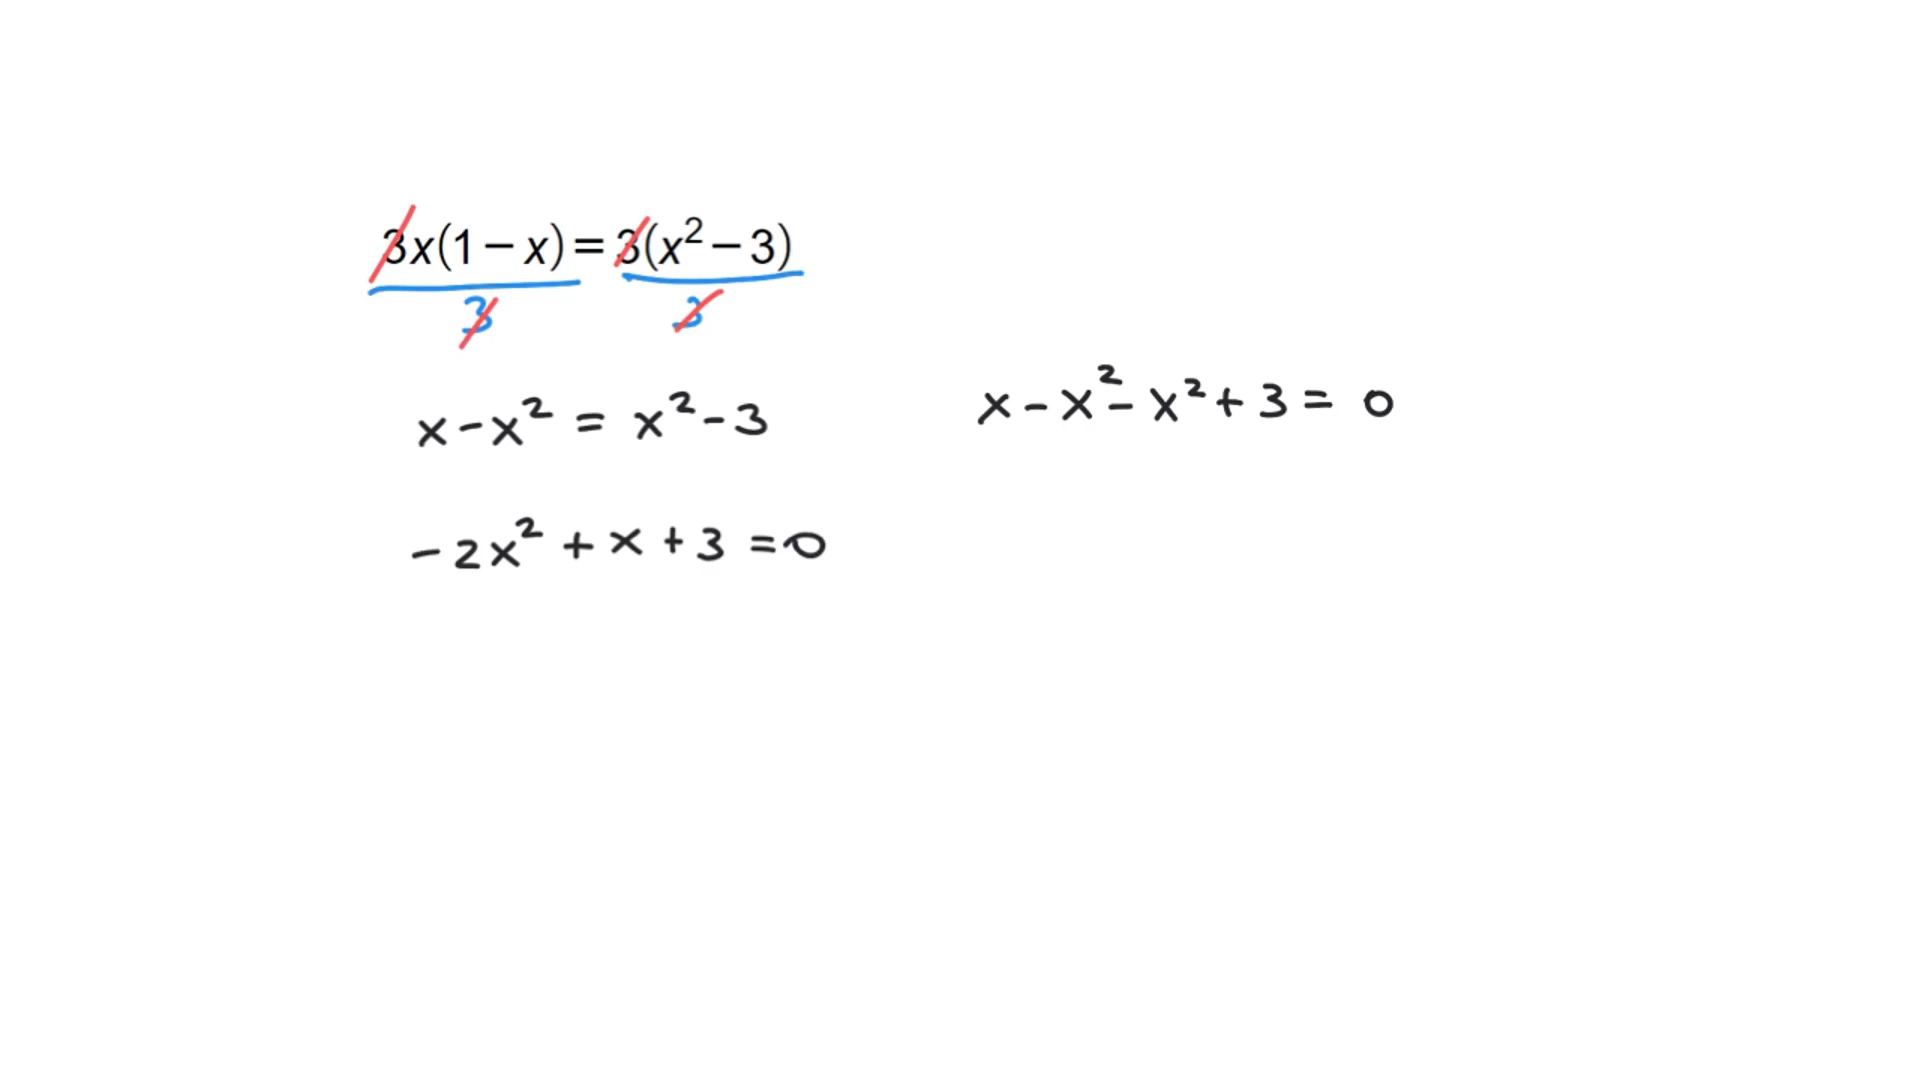 3x(1 − x) = 3(x² − 3)
3 3
x - x² = x² - 3
x - x² - x² + 3 = 0
- 2x² + x + 3 = 0